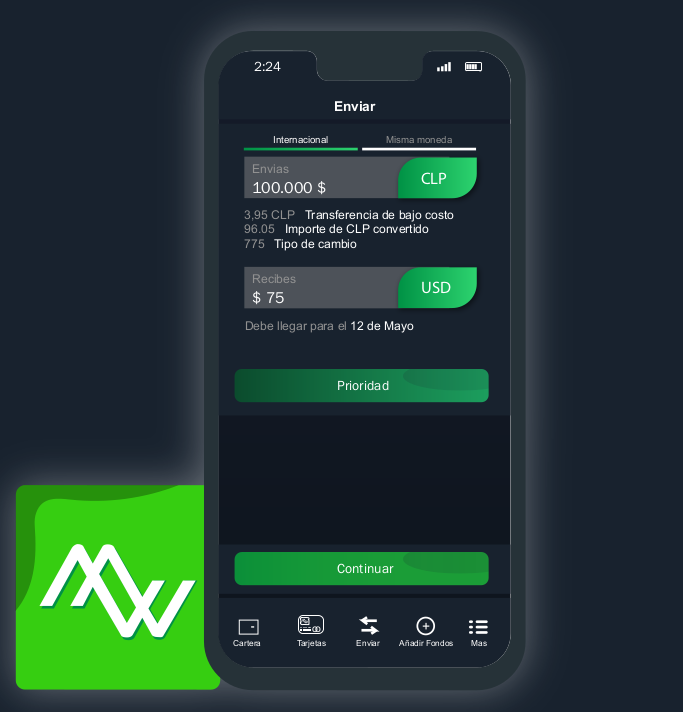 2:24
Enviar
Internacional Misma moneda
Envias
100.000 $ CLP
3,95 CLP Transferencia de bajo costo
96.05 Importe de CLP convertido
775 Tipo de cambio
Recibes
$ 75 USD
Debe llegar para el 12 de Mayo
Prioridad
Continuar
Cartera Tarjetas Enviar Añadir Fondos Mas